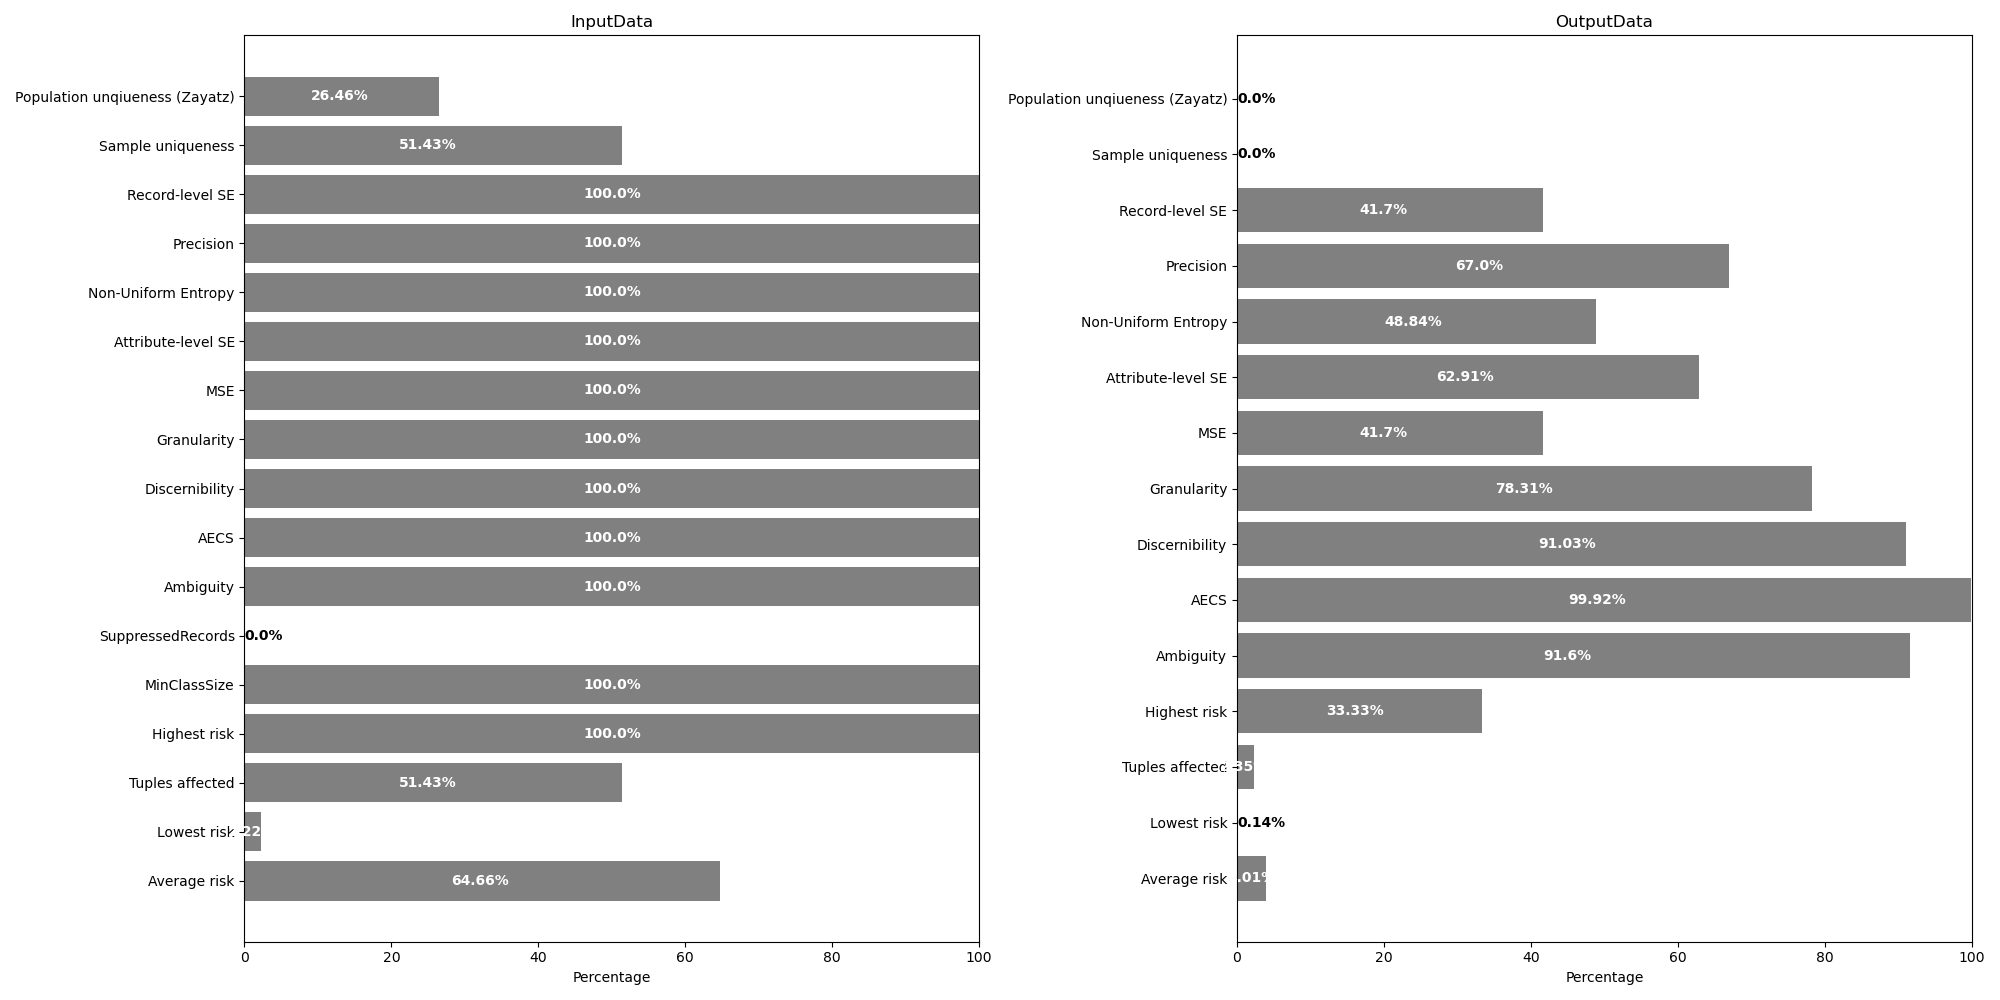 InputData
Population unqiueness (Zayatz)
26.46%
Sample uniqueness
51.43%
Record-level SE
100.0%
Precision
100.0%
Non-Uniform Entropy
100.0%
Attribute-level SE
100.0%
MSE
100.0%
Granularity
100.0%
Discernibility
100.0%
AECS
100.0%
Ambiguity
100.0%
SuppressedRecords
0.0%
MinClassSize
100.0%
Highest risk
100.0%
Tuples affected
51.43%
Lowest risk
Average risk
64.66%
0 20 40 60 80 100
Percentage
OutputData
Population unqiueness (Zayatz)
0.0%
Sample uniqueness
0.0%
Record-level SE
41.7%
Precision
67.0%
Non-Uniform Entropy
48.84%
Attribute-level SE
62.91%
MSE
41.7%
Granularity
78.31%
Discernibility
91.03%
AECS
99.92%
Ambiguity
91.6%
Highest risk
33.33%
Tuples affected
Lowest risk
0.14%
Average risk
0 20 40 60 80 100
Percentage